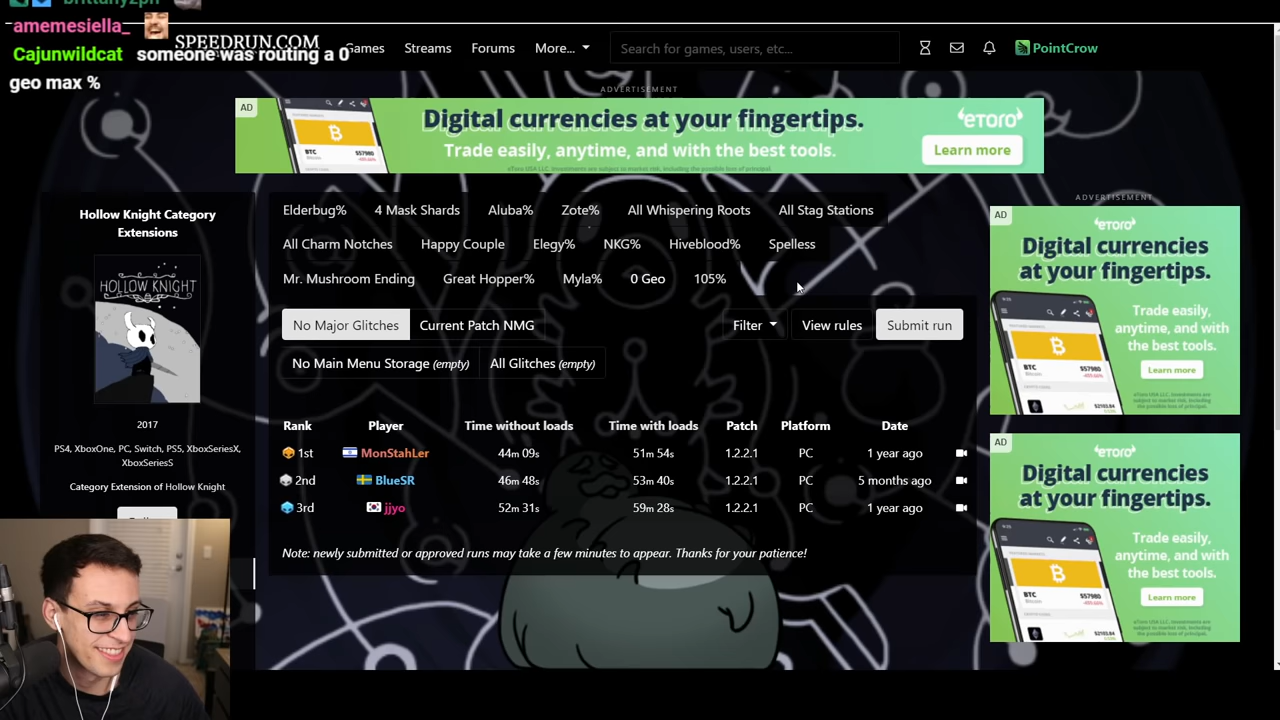 brittany2ph
amemesiella_
Cajunwildcat someone was routing a 0
geo max %
SPEEDRUN.COM
Games Streams Forums More... Search for games, users, etc... PointCrow
ADVERTISEMENT
AD
Digital currencies at your fingertips.
Trade easily, anytime, and with the best tools.
eToro
Learn more
Hollow Knight Category
Extensions
HOLLOW KNIGHT
2017
PS4, XboxOne, PC, Switch, PS5, XboxSeriesX,
XboxSeriesS
Category Extension of Hollow Knight
Elderbug% 4 Mask Shards Aluba% Zote% All Whispering Roots All Stag Stations
All Charm Notches Happy Couple Elegy% NKG% Hiveblood% Spelless
Mr. Mushroom Ending Great Hopper% Myla% 0 Geo 105%
No Major Glitches Current Patch NMG Filter View rules Submit run
No Main Menu Storage (empty) All Glitches (empty)
Rank Player Time without loads Time with loads Patch Platform Date
1st MonStahLer 44m 09s 51m 54s 1.2.2.1 PC 1 year ago
2nd BlueSR 46m 48s 53m 40s 1.2.2.1 PC 5 months ago
3rd jjyo 52m 31s 59m 28s 1.2.2.1 PC 1 year ago
Note: newly submitted or approved runs may take a few minutes to appear. Thanks for your patience!
ADVERTISEMENT
AD
eToro
Digital currencies
at your fingertips.
Trade easily,
anytime, and with
the best tools.
Learn more
AD
eToro
Digital currencies
at your fingertips.
Trade easily,
anytime, and with
the best tools.
Learn more